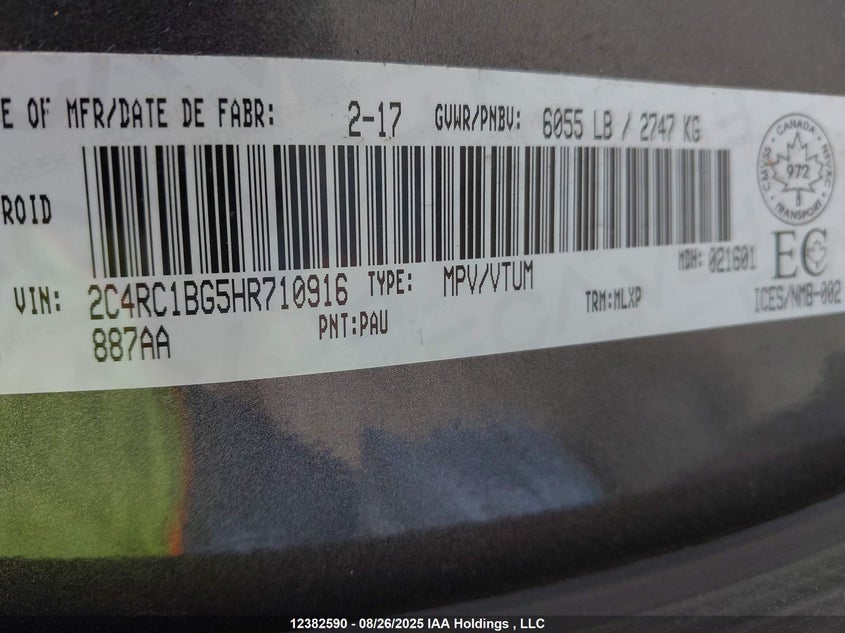 E OF MFR/DATE DE FABR: 2-17 GVWR/PNBV: 6055 LB / 2747 KG
CANADA
CMVSS NSVAC
972
TRANSPORT
ROID
MDH: 021601
EC
VIN: 2C4RC1BG5HR710916 TYPE: MPV/VTUM
TRM:MLXP
ICES/NMB-002
PNT:PAU
887AA
12382590 - 08/26/2025 IAA Holdings , LLC